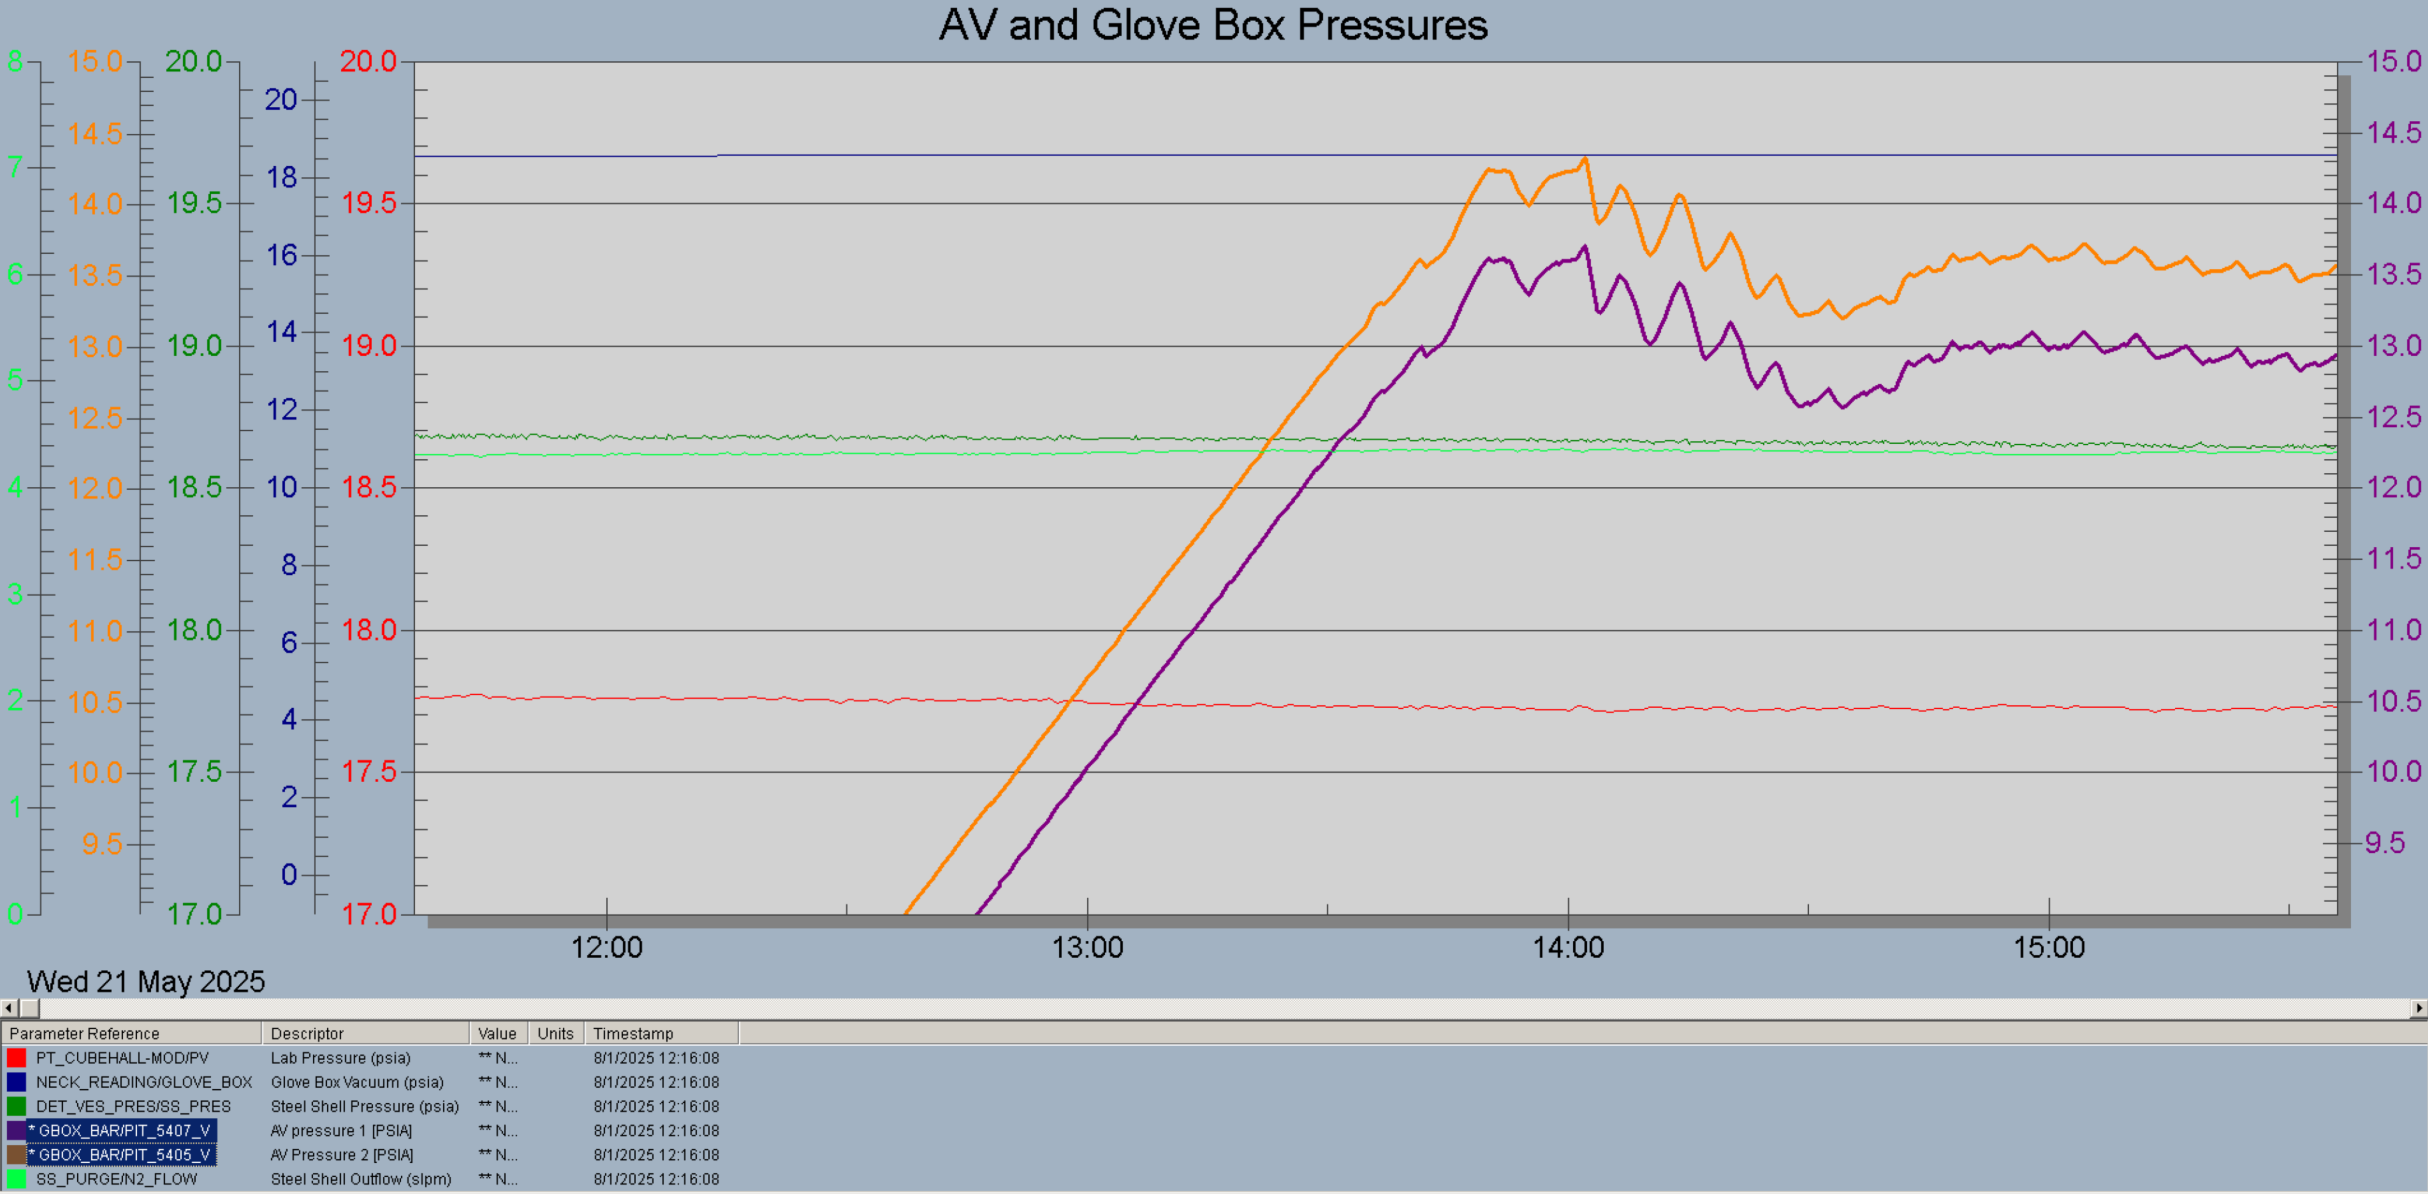 AV and Glove Box Pressures
8 15.0 20.0 20.0 15.0
20
14.5 14.5
7 18
14.0 19.5 19.5 14.0
16
6 13.5 13.5
14
13.0 19.0 19.0 13.0
5
12
12.5 12.5
4 12.0 18.5 10 18.5 12.0
11.5 8 11.5
3
11.0 18.0 6 18.0 11.0
2 10.5 4 10.5
10.0 17.5 17.5 10.0
1 2
9.5 9.5
0
0 17.0 17.0
12:00 13:00 14:00 15:00
Wed 21 May 2025
Parameter Reference Descriptor Value Units Timestamp
PT_CUBEHALL-MOD/PV Lab Pressure (psia) ** N... 8/1/2025 12:16:08
NECK_READING/GLOVE_BOX Glove Box Vacuum (psia) ** N... 8/1/2025 12:16:08
DET_VES_PRES/SS_PRES Steel Shell Pressure (psia) ** N... 8/1/2025 12:16:08
* GBOX_BAR/PIT_5407_V AV pressure 1 [PSIA] ** N... 8/1/2025 12:16:08
* GBOX_BAR/PIT_5405_V AV Pressure 2 [PSIA] ** N... 8/1/2025 12:16:08
SS_PURGE/N2_FLOW Steel Shell Outflow (slpm) ** N... 8/1/2025 12:16:08